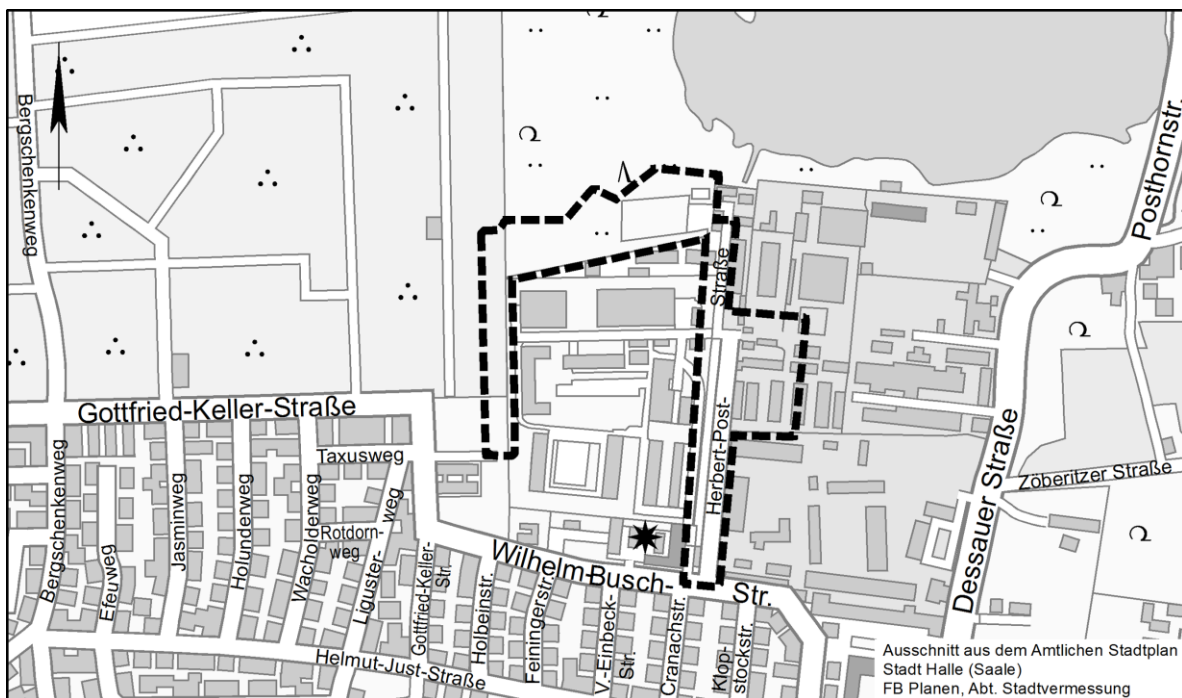 Bergschenkenweg
Posthornstr.
Straße
Herbert-Post-
Gottfried-Keller-Straße
Taxusweg
Dessauer Straße
Zöberitzer Straße
Bergschenkenweg
Efeuweg
Jasminweg
Holunderweg
Wacholderweg
Rotdorn-
weg
Liguster-
weg
Gottfried-Keller-
Str.
Wilhelm-Busch-
Str.
Holbeinstr.
Feiningerstr.
V.-Einbeck-
Str.
Cranachstr.
Klop-
stockstr.
Helmut-Just-Straße
Ausschnitt aus dem Amtlichen Stadtplan
Stadt Halle (Saale)
FB Planen, Abt. Stadtvermessung